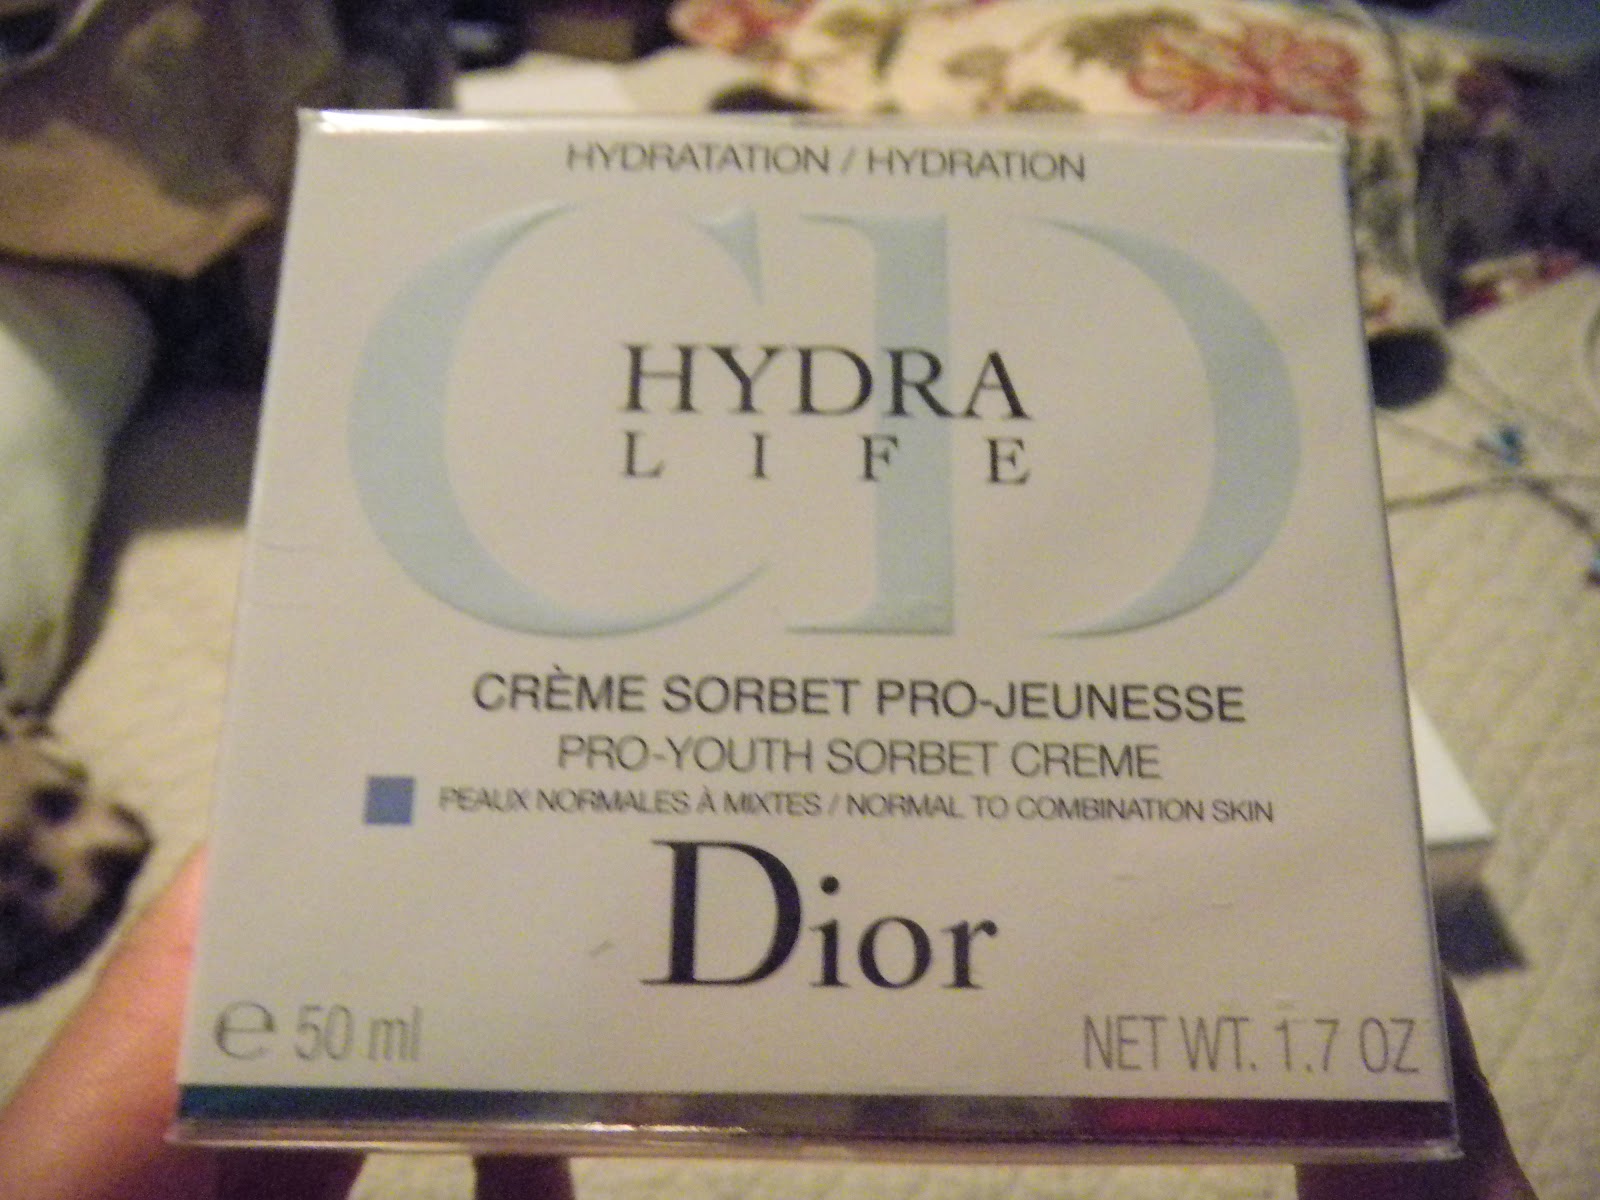 HYDRATATION / HYDRATION
CD
HYDRA
LIFE
CRÈME SORBET PRO-JEUNESSE
PRO-YOUTH SORBET CREME
PEAUX NORMALES À MIXTES / NORMAL TO COMBINATION SKIN
Dior
℮ 50 ml NET WT. 1.7 OZ